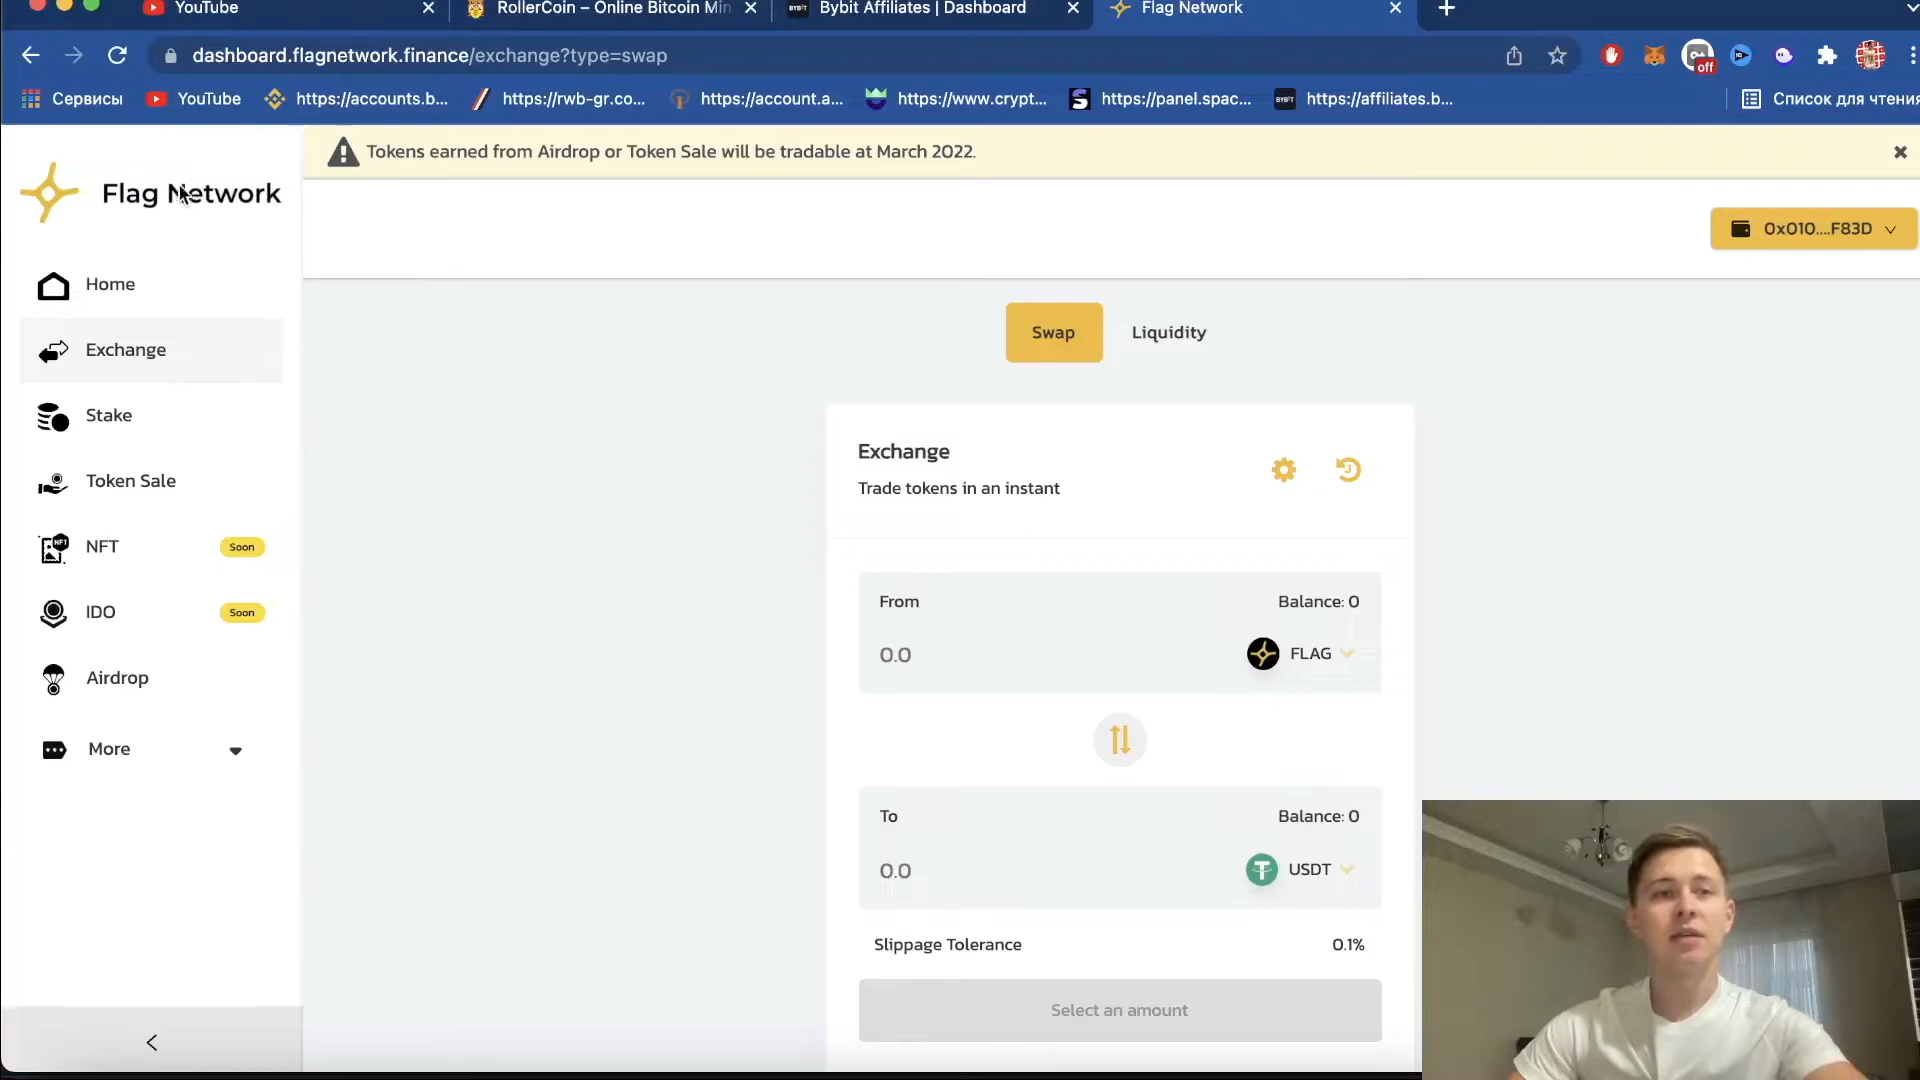 YouTube
RollerCoin – Online Bitcoin Min
BYBIT Bybit Affiliates | Dashboard
Flag Network
dashboard.flagnetwork.finance/exchange?type=swap
off
Сервисы
YouTube
https://accounts.b...
https://rwb-gr.co...
https://account.a...
https://www.crypt...
https://panel.spac...
BYBIT https://affiliates.b...
Список для чтения
Tokens earned from Airdrop or Token Sale will be tradable at March 2022.
Flag Network
0x010....F83D
Home
Exchange
Stake
Token Sale
NFT
Soon
IDO
Soon
Airdrop
More
Swap
Liquidity
Exchange
Trade tokens in an instant
From
Balance: 0
0.0
FLAG
To
Balance: 0
0.0
USDT
Slippage Tolerance
0.1%
Select an amount